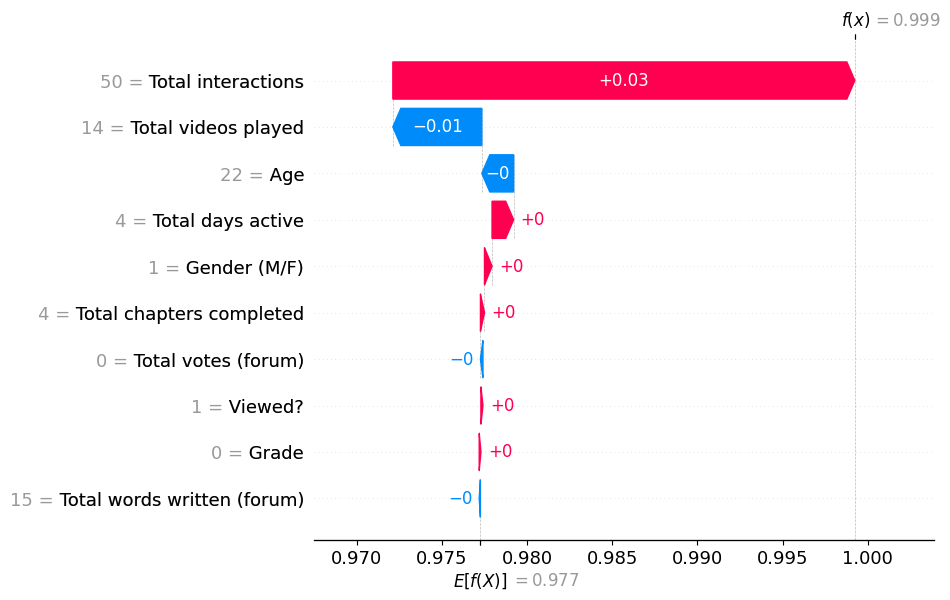 f(x) = 0.999
50 = Total interactions
+0.03
14 = Total videos played
−0.01
22 = Age
−0
4 = Total days active
+0
1 = Gender (M/F)
+0
4 = Total chapters completed
+0
0 = Total votes (forum)
−0
1 = Viewed?
+0
0 = Grade
+0
15 = Total words written (forum)
−0
0.970 0.975 0.980 0.985 0.990 0.995 1.000
E[f(X)] = 0.977